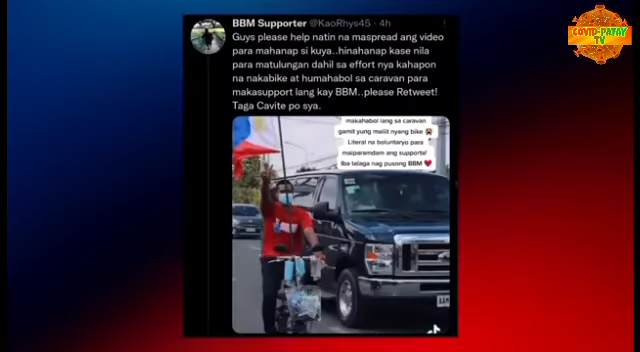 COVID-PATAY
TV
BBM Supporter @KaoRhys45 · 4h
Guys please help natin na maspread ang video
para mahanap si kuya..hinahanap kase nila
para matulungan dahil sa effort nya kahapon
na nakabike at humahabol sa caravan para
makasupport lang kay BBM..please Retweet!
Taga Cavite po sya.
makahabol lang sa caravan
gamit yung maliit nyang bike 😭
Literal na boluntaryo para
maiparamdam ang supporta!
Iba talaga nag pusong BBM ❤️